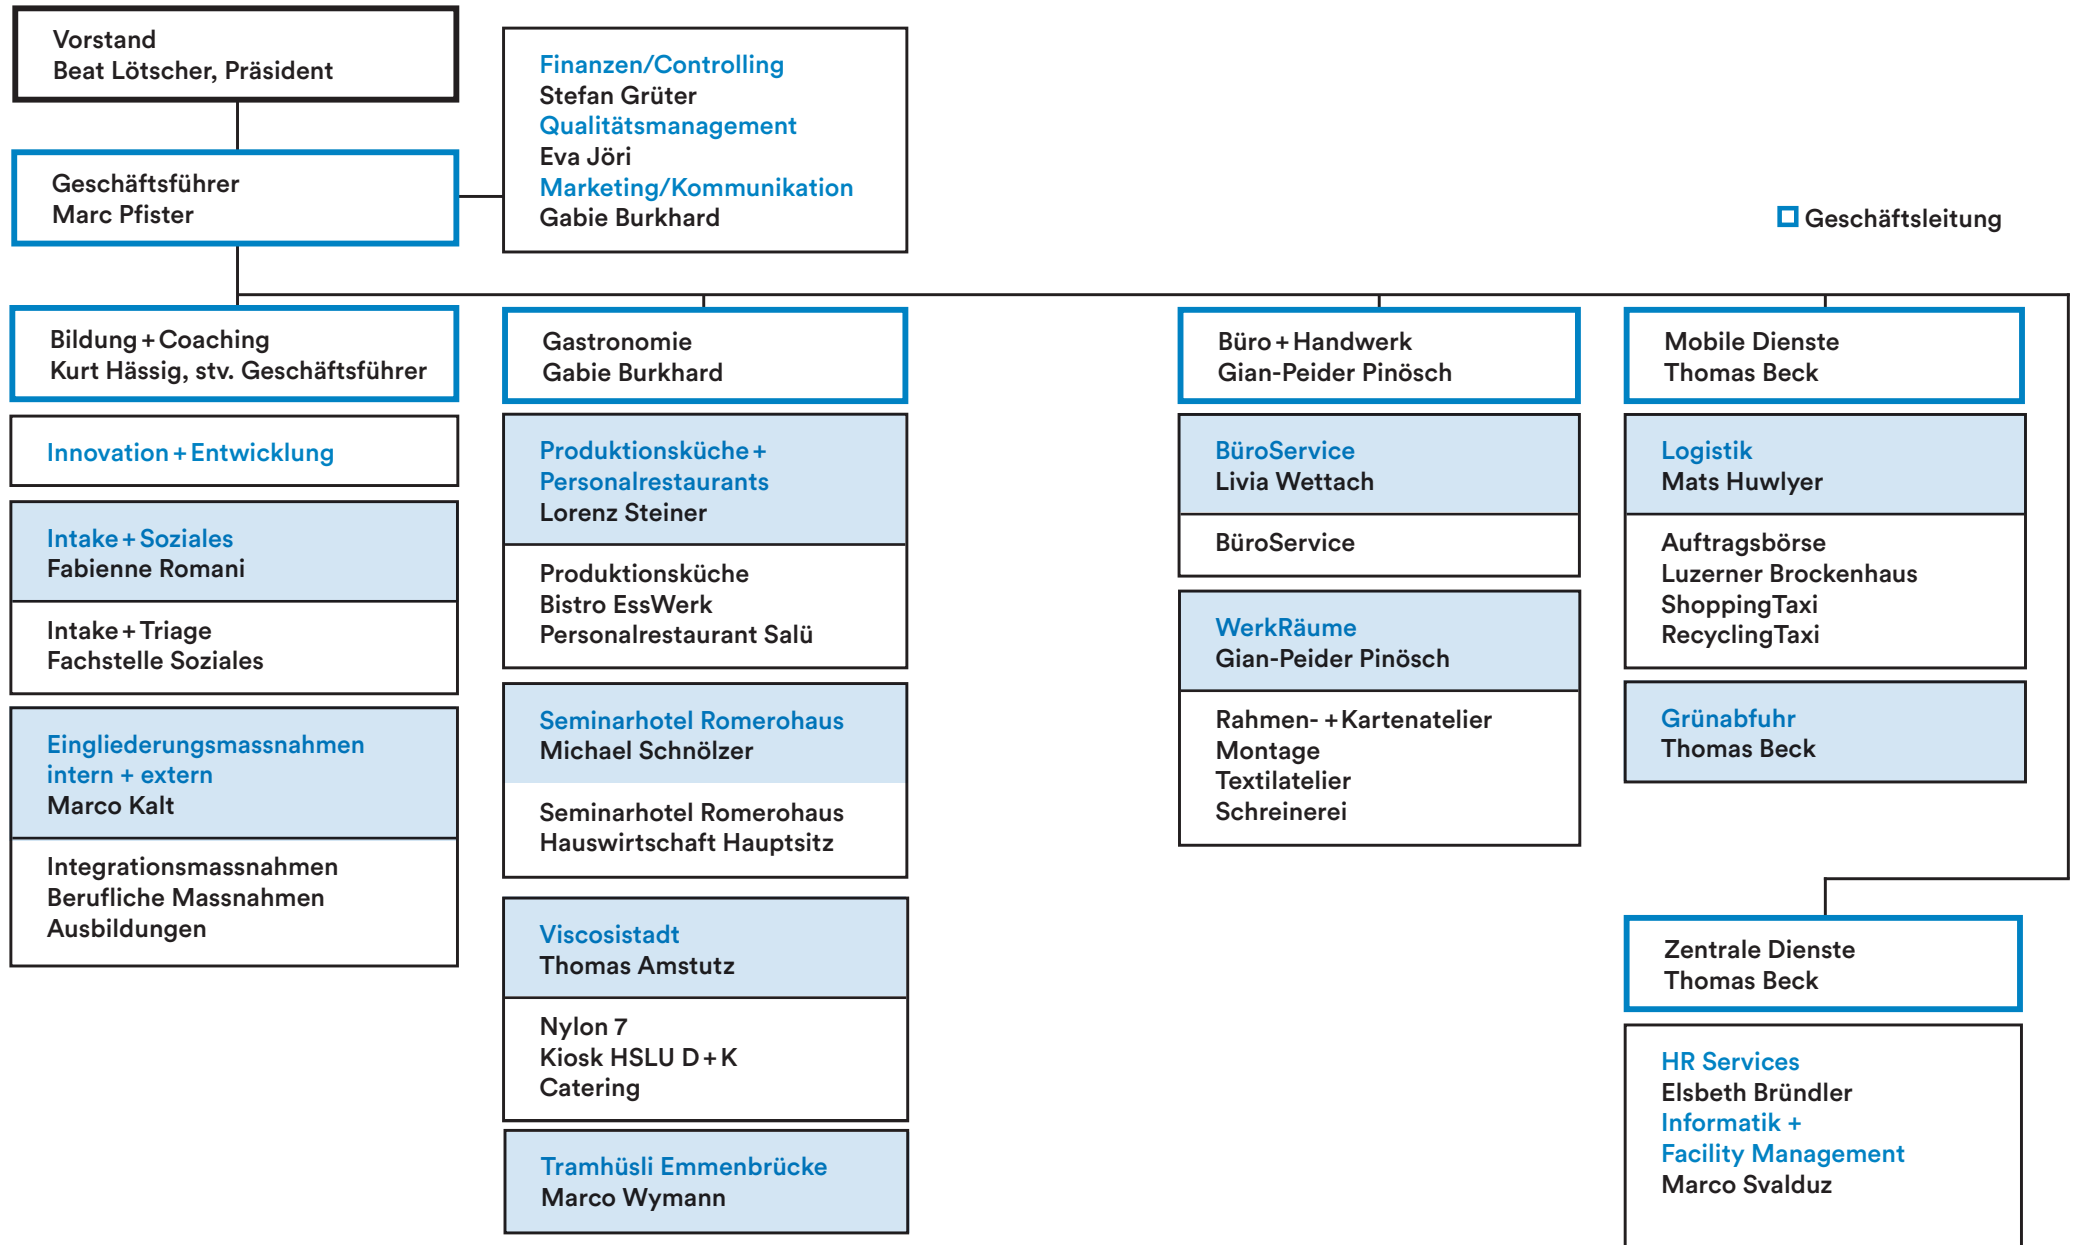 Vorstand
Beat Lötscher, Präsident
Geschäftsführer
Marc Pfister
Finanzen/Controlling
Stefan Grüter
Qualitätsmanagement
Eva Jöri
Marketing/Kommunikation
Gabie Burkhard
Geschäftsleitung
Bildung + Coaching
Kurt Hässig, stv. Geschäftsführer
Innovation + Entwicklung
Intake + Soziales
Fabienne Romani
Intake + Triage
Fachstelle Soziales
Eingliederungsmassnahmen
intern + extern
Marco Kalt
Integrationsmassnahmen
Berufliche Massnahmen
Ausbildungen
Gastronomie
Gabie Burkhard
Produktionsküche +
Personalrestaurants
Lorenz Steiner
Produktionsküche
Bistro EssWerk
Personalrestaurant Salü
Seminarhotel Romerohaus
Michael Schnölzer
Seminarhotel Romerohaus
Hauswirtschaft Hauptsitz
Viscosistadt
Thomas Amstutz
Nylon 7
Kiosk HSLU D + K
Catering
Tramhüsli Emmenbrücke
Marco Wymann
Büro + Handwerk
Gian-Peider Pinösch
BüroService
Livia Wettach
BüroService
WerkRäume
Gian-Peider Pinösch
Rahmen- + Kartenatelier
Montage
Textilatelier
Schreinerei
Mobile Dienste
Thomas Beck
Logistik
Mats Huwlyer
Auftragsbörse
Luzerner Brockenhaus
ShoppingTaxi
RecyclingTaxi
Grünabfuhr
Thomas Beck
Zentrale Dienste
Thomas Beck
HR Services
Elsbeth Bründler
Informatik +
Facility Management
Marco Svalduz